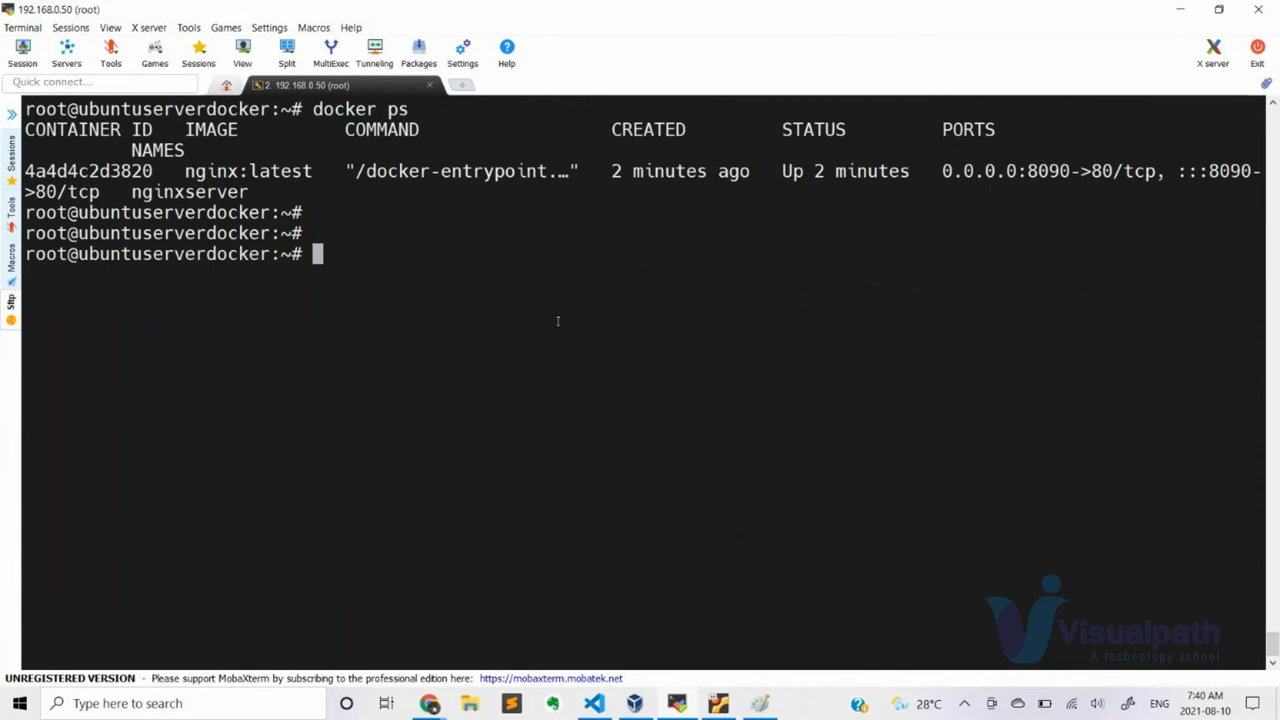 192.168.0.50 (root)
Terminal Sessions View X server Tools Games Settings Macros Help
Session Servers Tools Games Sessions View Split MultiExec Tunneling Packages Settings Help X server Exit
Quick connect...
2. 192.168.0.50 (root)
Sessions
Tools
Macros
Sftp
root@ubuntuserverdocker:~# docker ps
CONTAINER ID IMAGE COMMAND CREATED STATUS PORTS
NAMES
4a4d4c2d3820 nginx:latest "/docker-entrypoint.…" 2 minutes ago Up 2 minutes 0.0.0.0:8090->80/tcp, :::8090-
>80/tcp nginxserver
root@ubuntuserverdocker:~#
root@ubuntuserverdocker:~#
root@ubuntuserverdocker:~#
Visualpath
A technology school
UNREGISTERED VERSION - Please support MobaXterm by subscribing to the professional edition here: https://mobaxterm.mobatek.net
Type here to search
28°C
ENG
7:40 AM
2021-08-10